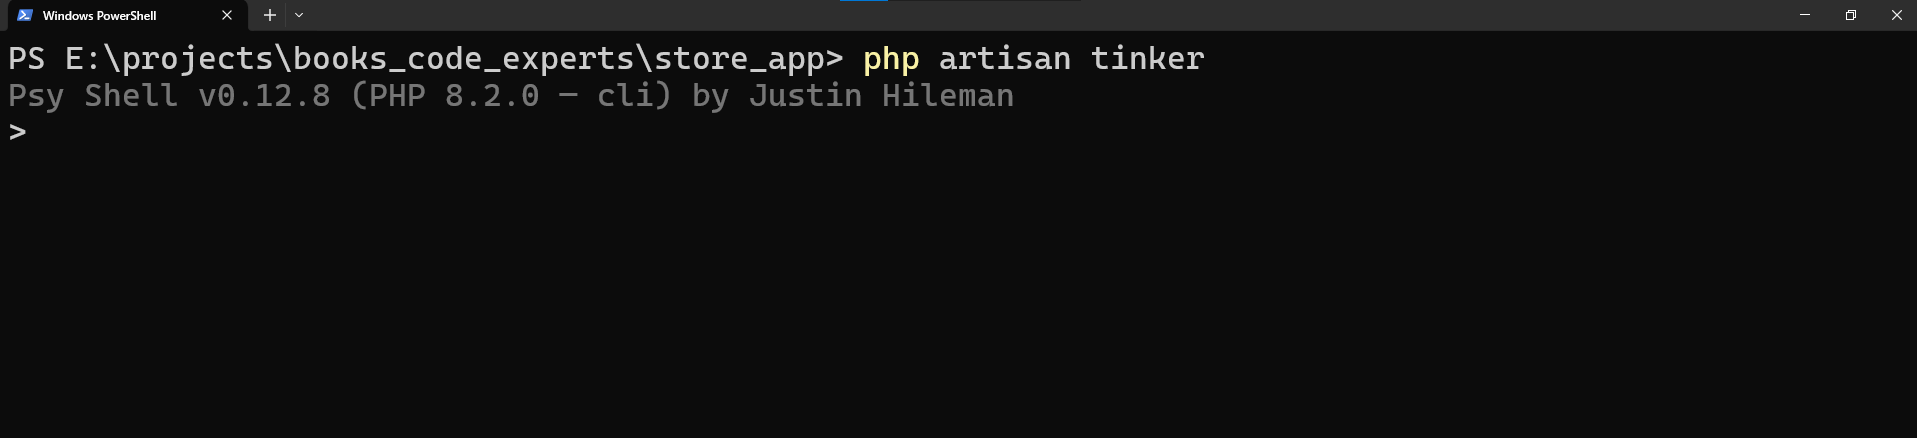 Windows PowerShell
PS E:\projects\books_code_experts\store_app> php artisan tinker
Psy Shell v0.12.8 (PHP 8.2.0 — cli) by Justin Hileman
>